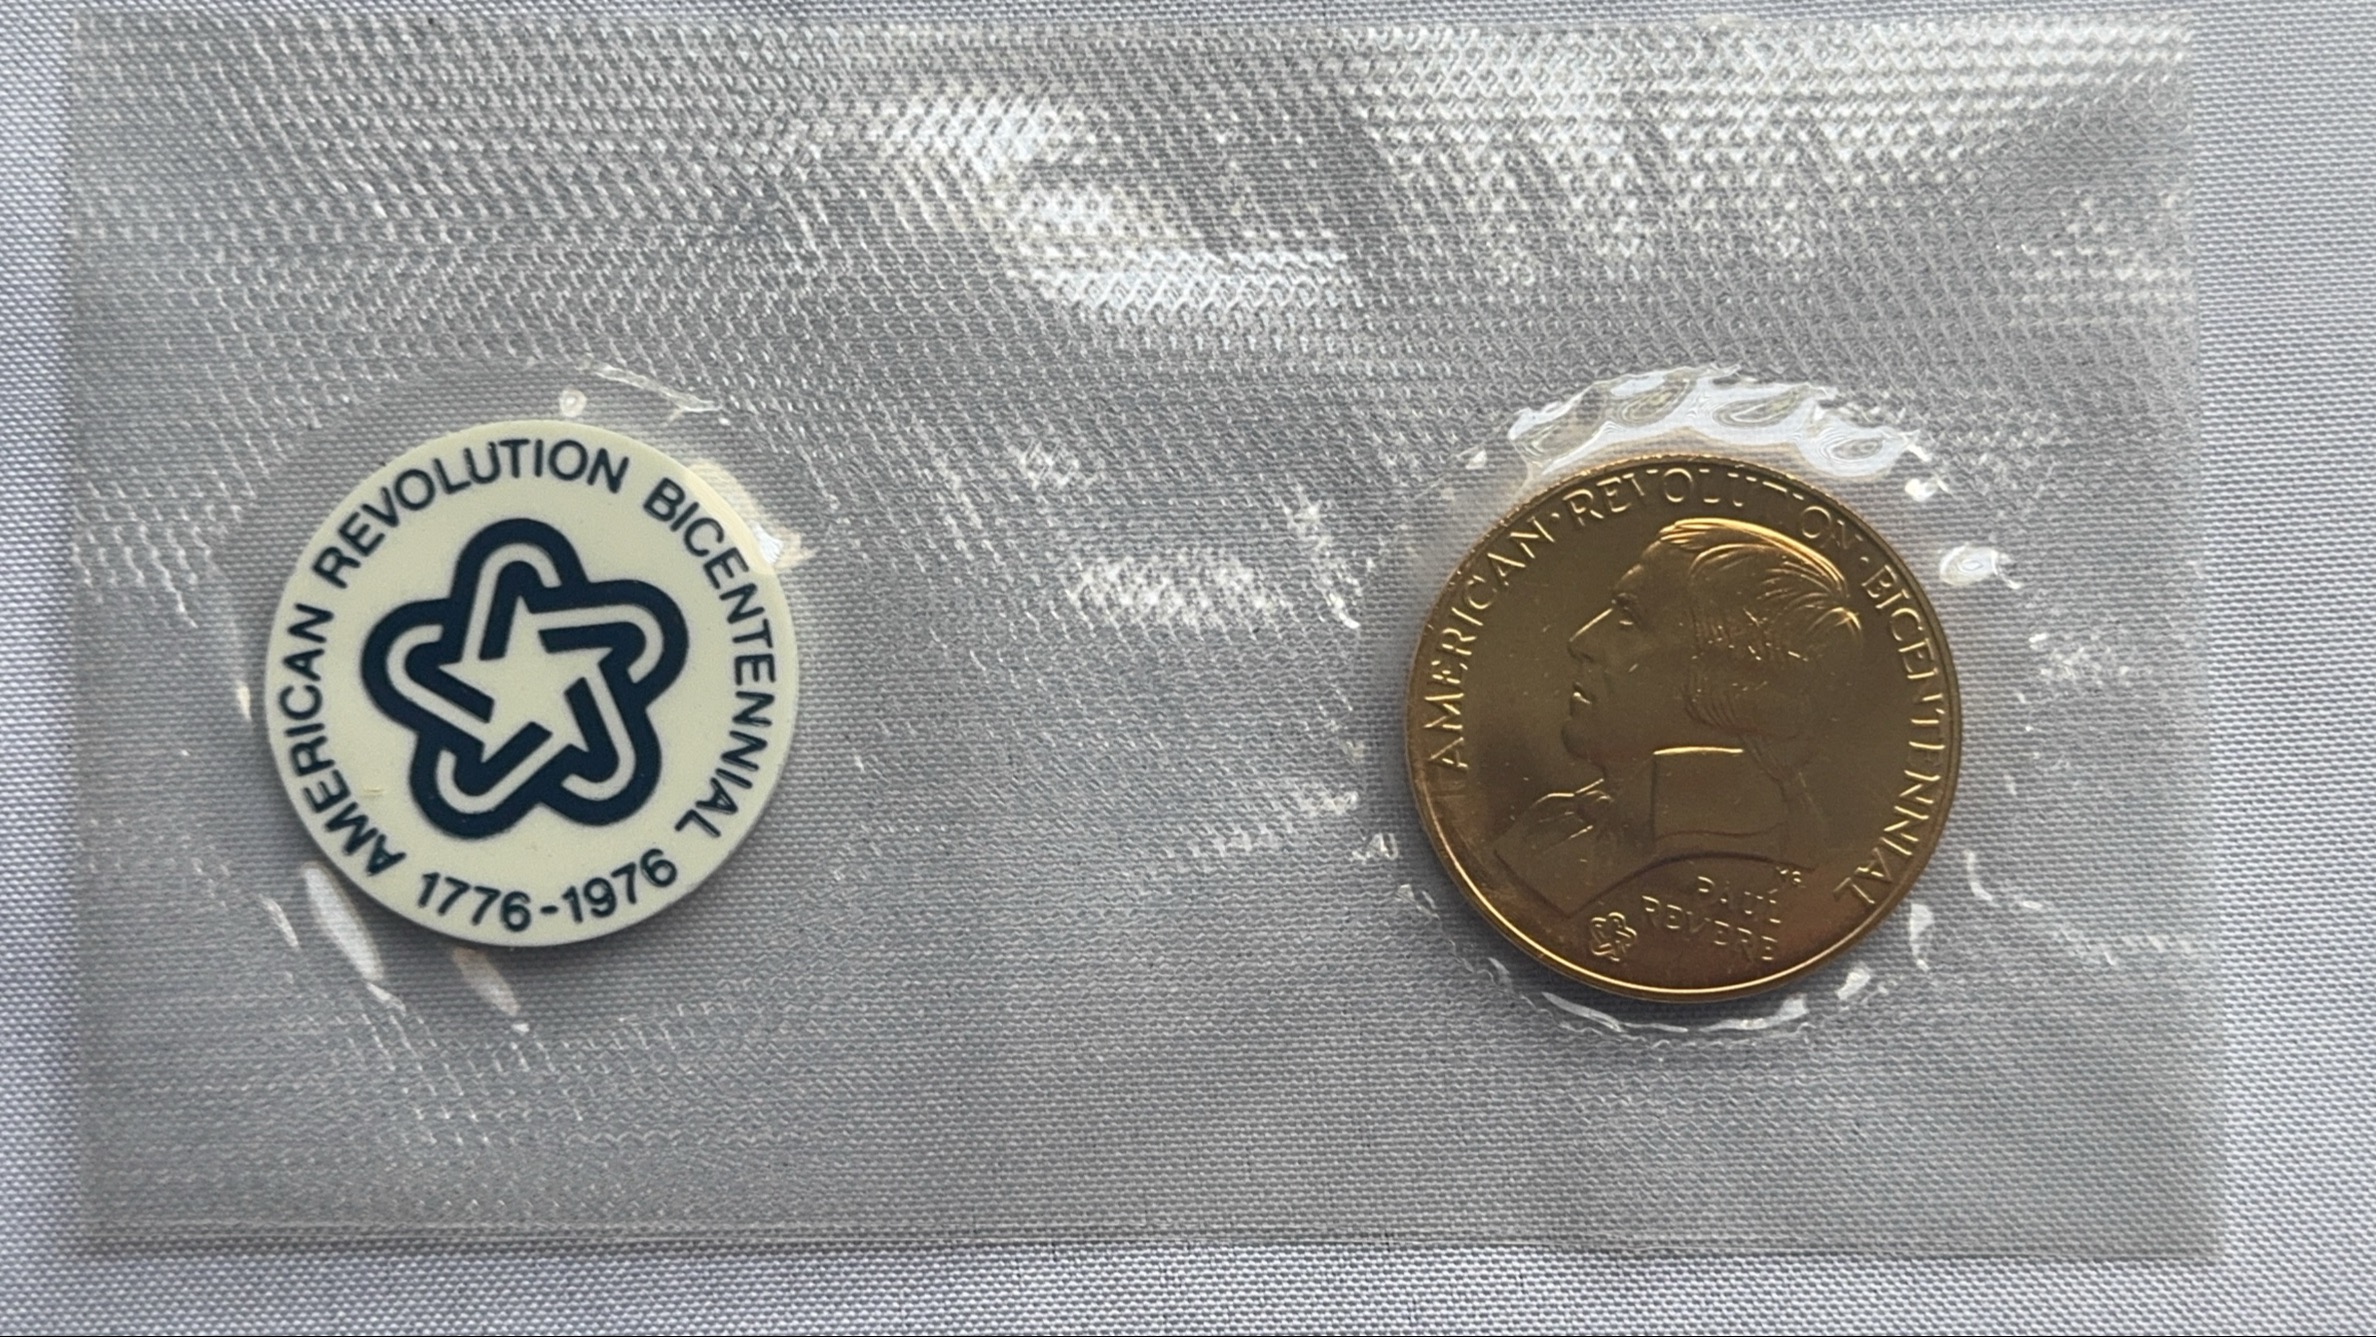 AMERICAN REVOLUTION BICENTENNIAL
1776-1976
AMERICAN·REVOLUTION·BICENTENNIAL
PAUL
REVERE